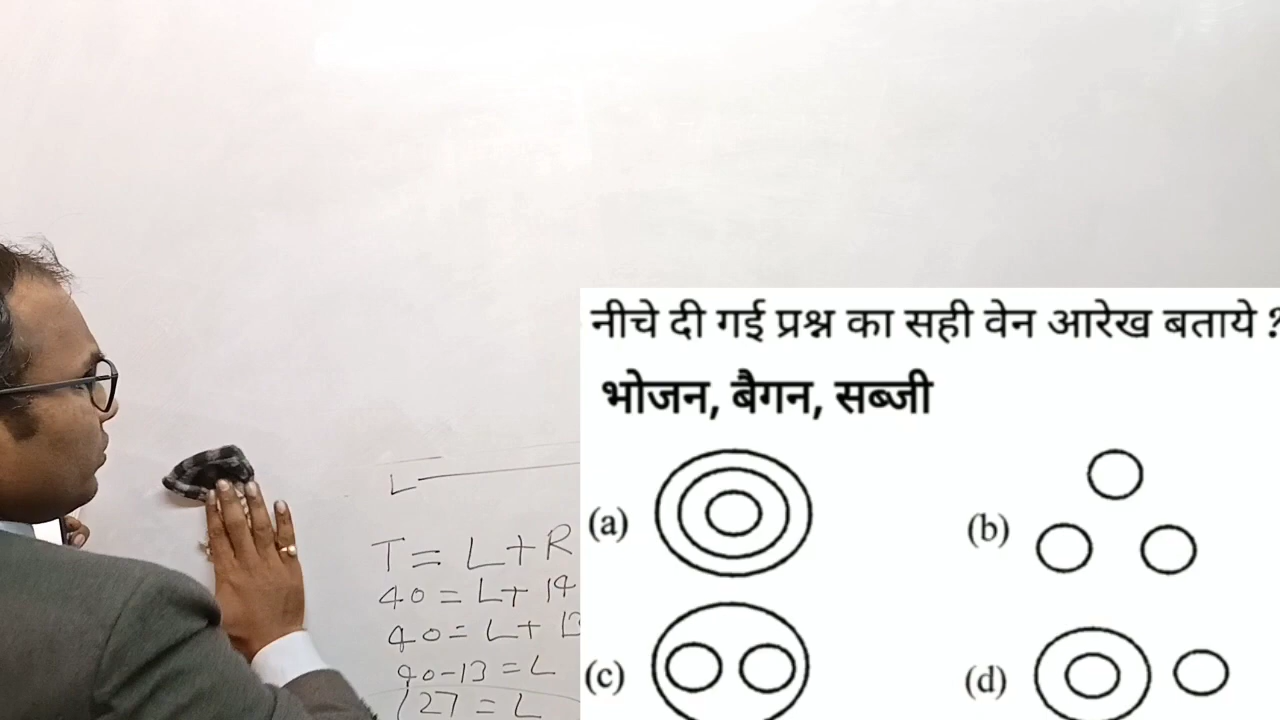 नीचे दी गई प्रश्न का सही वेन आरेख बताये ?
भोजन, बैगन, सब्जी
(a)
(b)
(c)
(d)
L
T = L + R
40 = L + 14
40 = L + 13
40-13 = L
27 = L